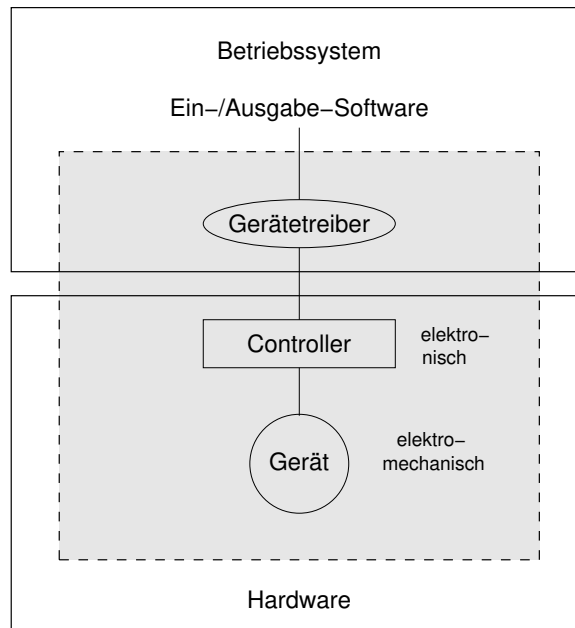 Betriebssystem
Ein−/Ausgabe−Software
Gerätetreiber
Controller
elektro−
nisch
Gerät
elektro-
mechanisch
Hardware